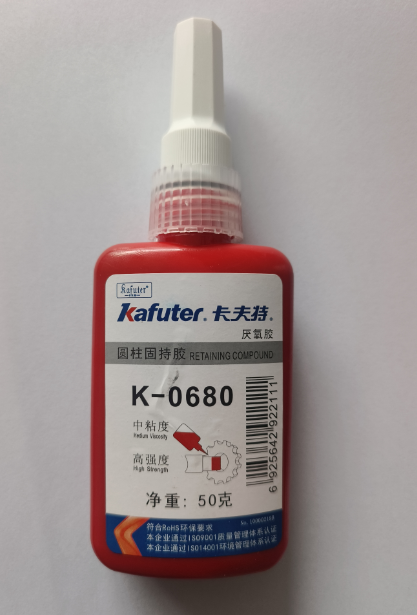 Kafuter
Kafuter® 卡夫特®
厌氧胶
圆柱固持胶 RETAINING COMPOUND
K-0680
中粘度
高强度
High Strength
净重: 50克
6 925642 922111
符合RoHS环保要求
本企业通过ISO9001质量管理体系认证
本企业通过ISO14001环境管理体系认证